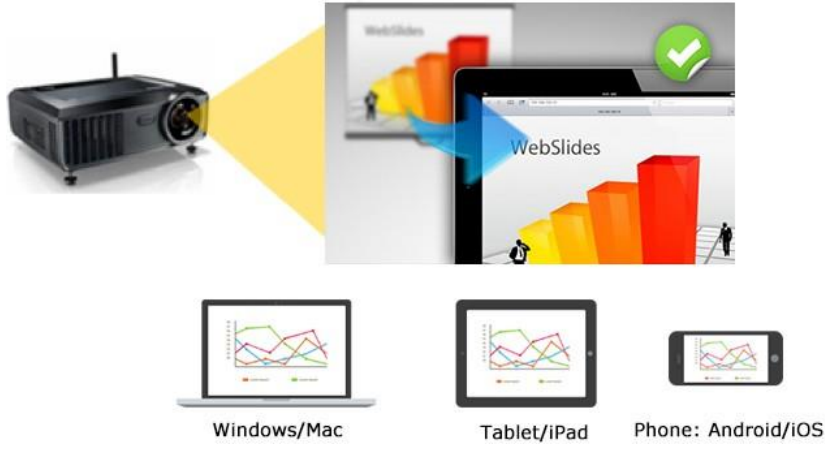 WebSlides
WebSlides
Windows/Mac
Tablet/iPad
Phone: Android/iOS